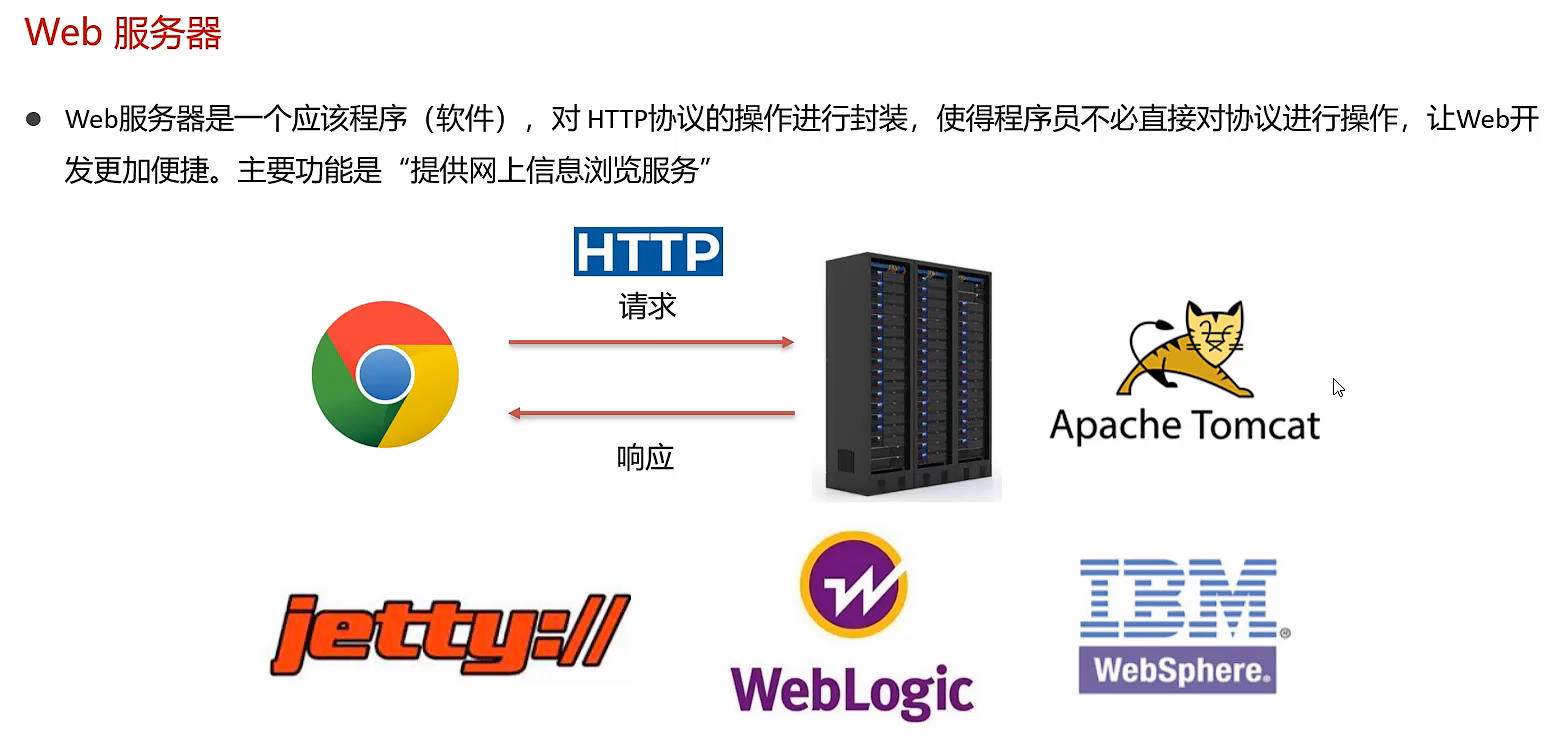 Web 服务器
Web服务器是一个应该程序（软件），对 HTTP协议的操作进行封装，使得程序员不必直接对协议进行操作，让Web开
发更加便捷。主要功能是“提供网上信息浏览服务”
HTTP
请求
响应
Apache Tomcat
jetty://
W
WebLogic
IBM®
WebSphere®